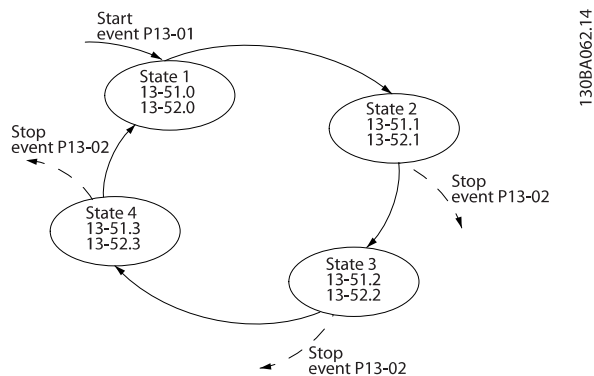 Start
event P13-01
State 1
13-51.0
13-52.0
State 2
13-51.1
13-52.1
Stop
event P13-02
Stop
event P13-02
State 4
13-51.3
13-52.3
State 3
13-51.2
13-52.2
Stop
event P13-02
130BA062.14